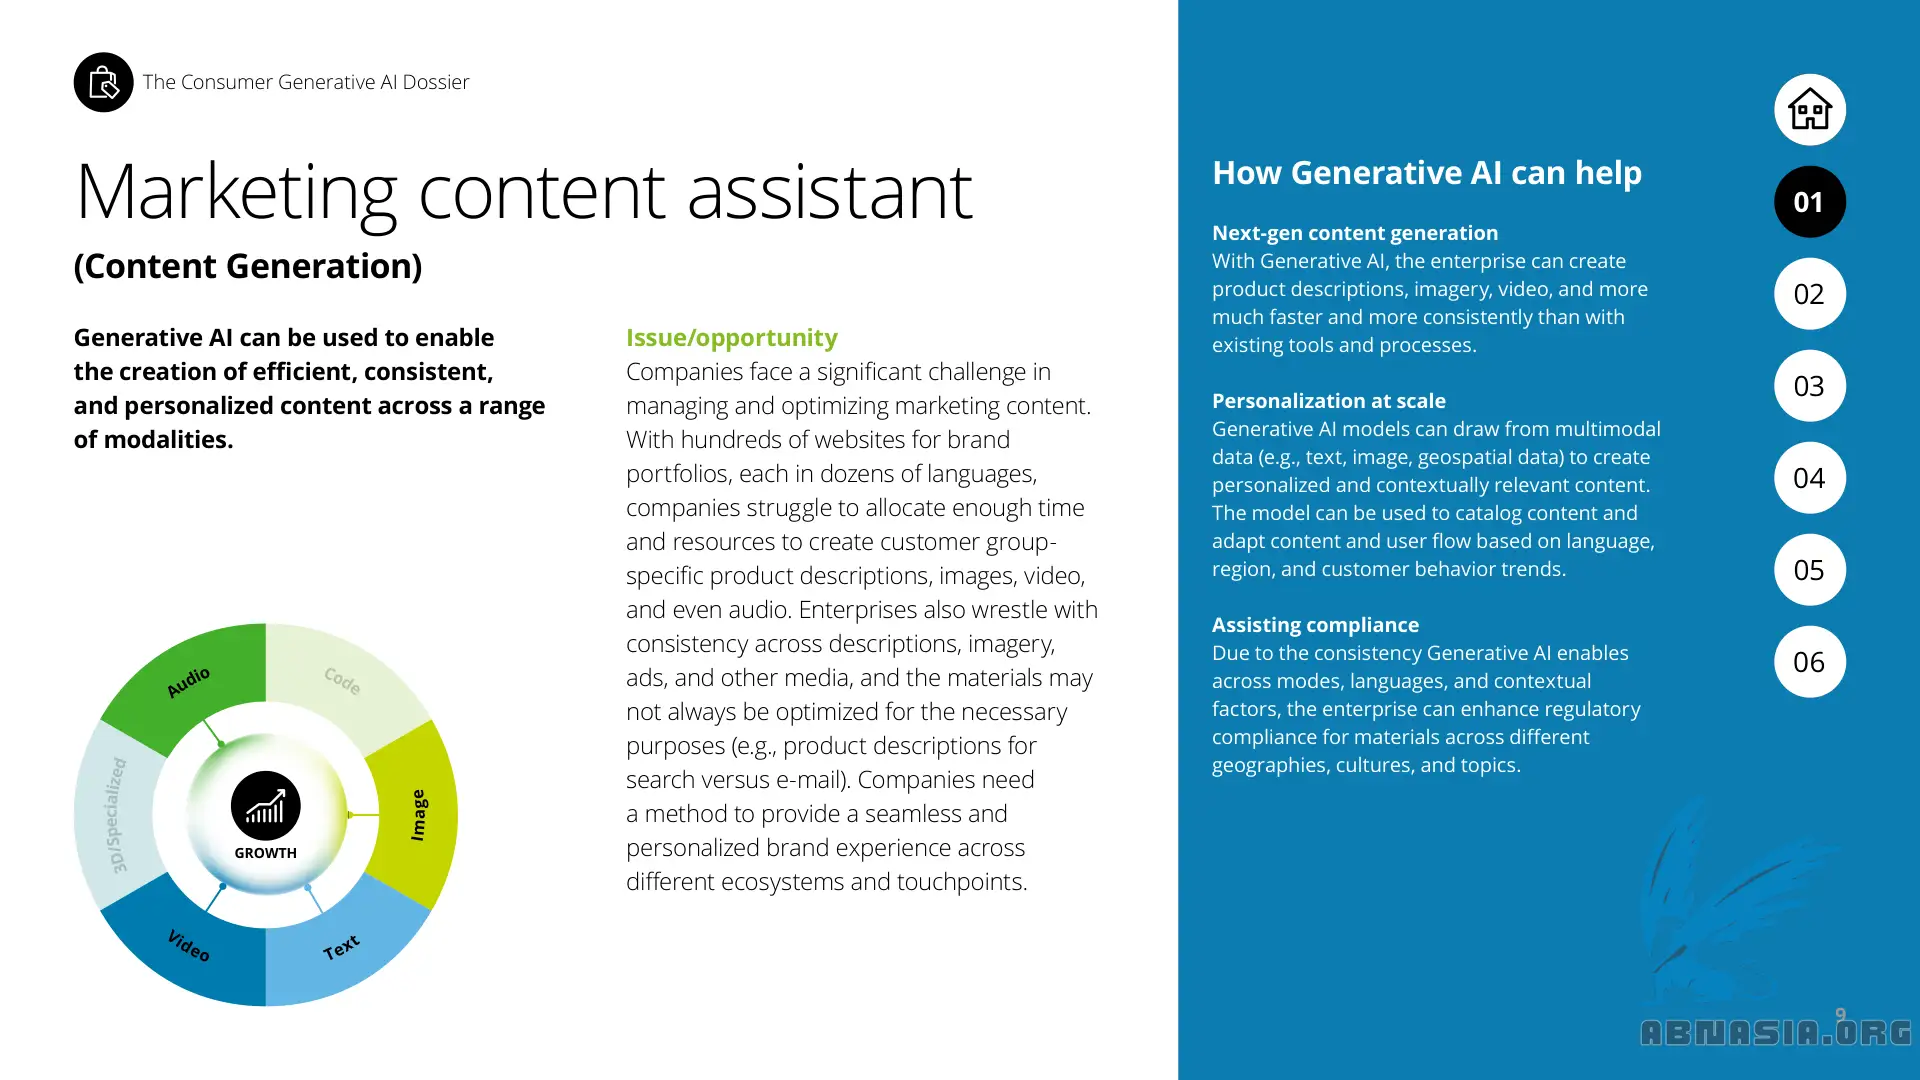 The Consumer Generative AI Dossier
Marketing content assistant
(Content Generation)
Generative AI can be used to enable
the creation of efficient, consistent,
and personalized content across a range
of modalities.
Audio
Code
Image
Text
Video
3D/Specialized
GROWTH
Issue/opportunity
Companies face a significant challenge in
managing and optimizing marketing content.
With hundreds of websites for brand
portfolios, each in dozens of languages,
companies struggle to allocate enough time
and resources to create customer group-
specific product descriptions, images, video,
and even audio. Enterprises also wrestle with
consistency across descriptions, imagery,
ads, and other media, and the materials may
not always be optimized for the necessary
purposes (e.g., product descriptions for
search versus e-mail). Companies need
a method to provide a seamless and
personalized brand experience across
different ecosystems and touchpoints.
How Generative AI can help
Next-gen content generation
With Generative AI, the enterprise can create
product descriptions, imagery, video, and more
much faster and more consistently than with
existing tools and processes.
Personalization at scale
Generative AI models can draw from multimodal
data (e.g., text, image, geospatial data) to create
personalized and contextually relevant content.
The model can be used to catalog content and
adapt content and user flow based on language,
region, and customer behavior trends.
Assisting compliance
Due to the consistency Generative AI enables
across modes, languages, and contextual
factors, the enterprise can enhance regulatory
compliance for materials across different
geographies, cultures, and topics.
01
02
03
04
05
06
9
ABNASIA.ORG